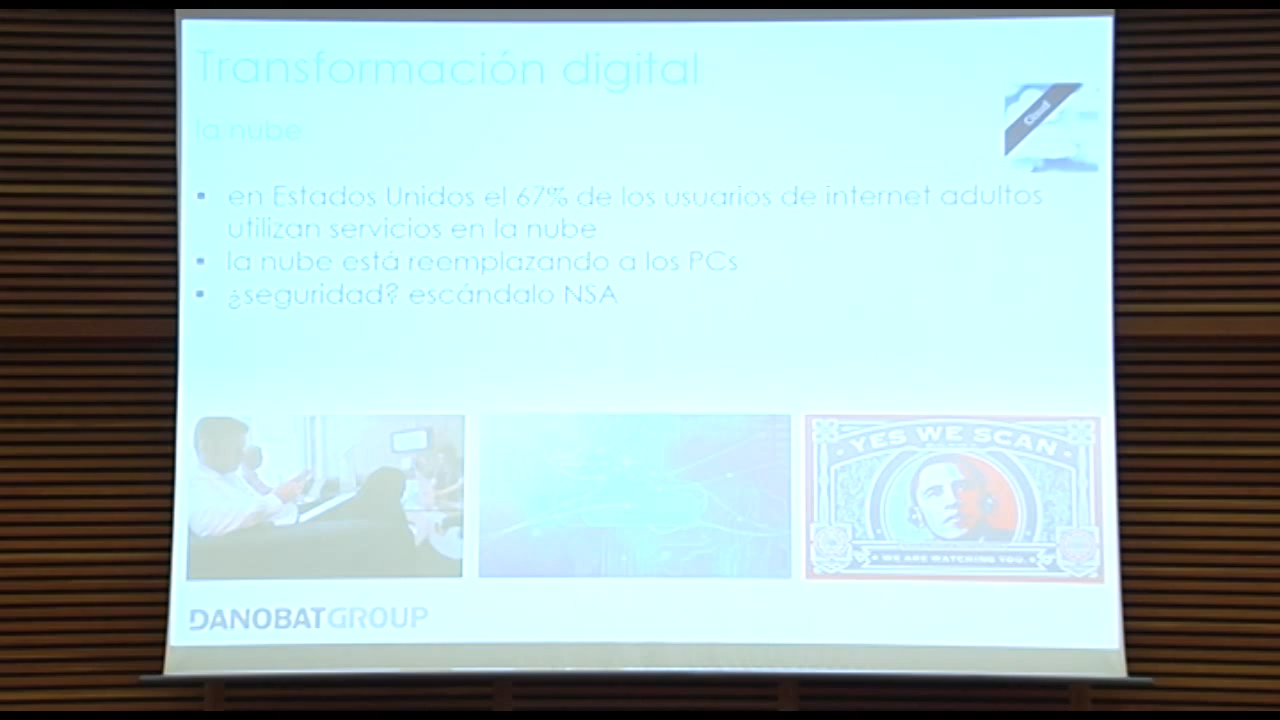 Transformación digital
la nube
Cloud
• en Estados Unidos el 67% de los usuarios de internet adultos
utilizan servicios en la nube
• la nube está reemplazando a los PCs
• ¿seguridad? escándalo NSA
YES WE SCAN
WE ARE WATCHING YOU.
DANOBATGROUP